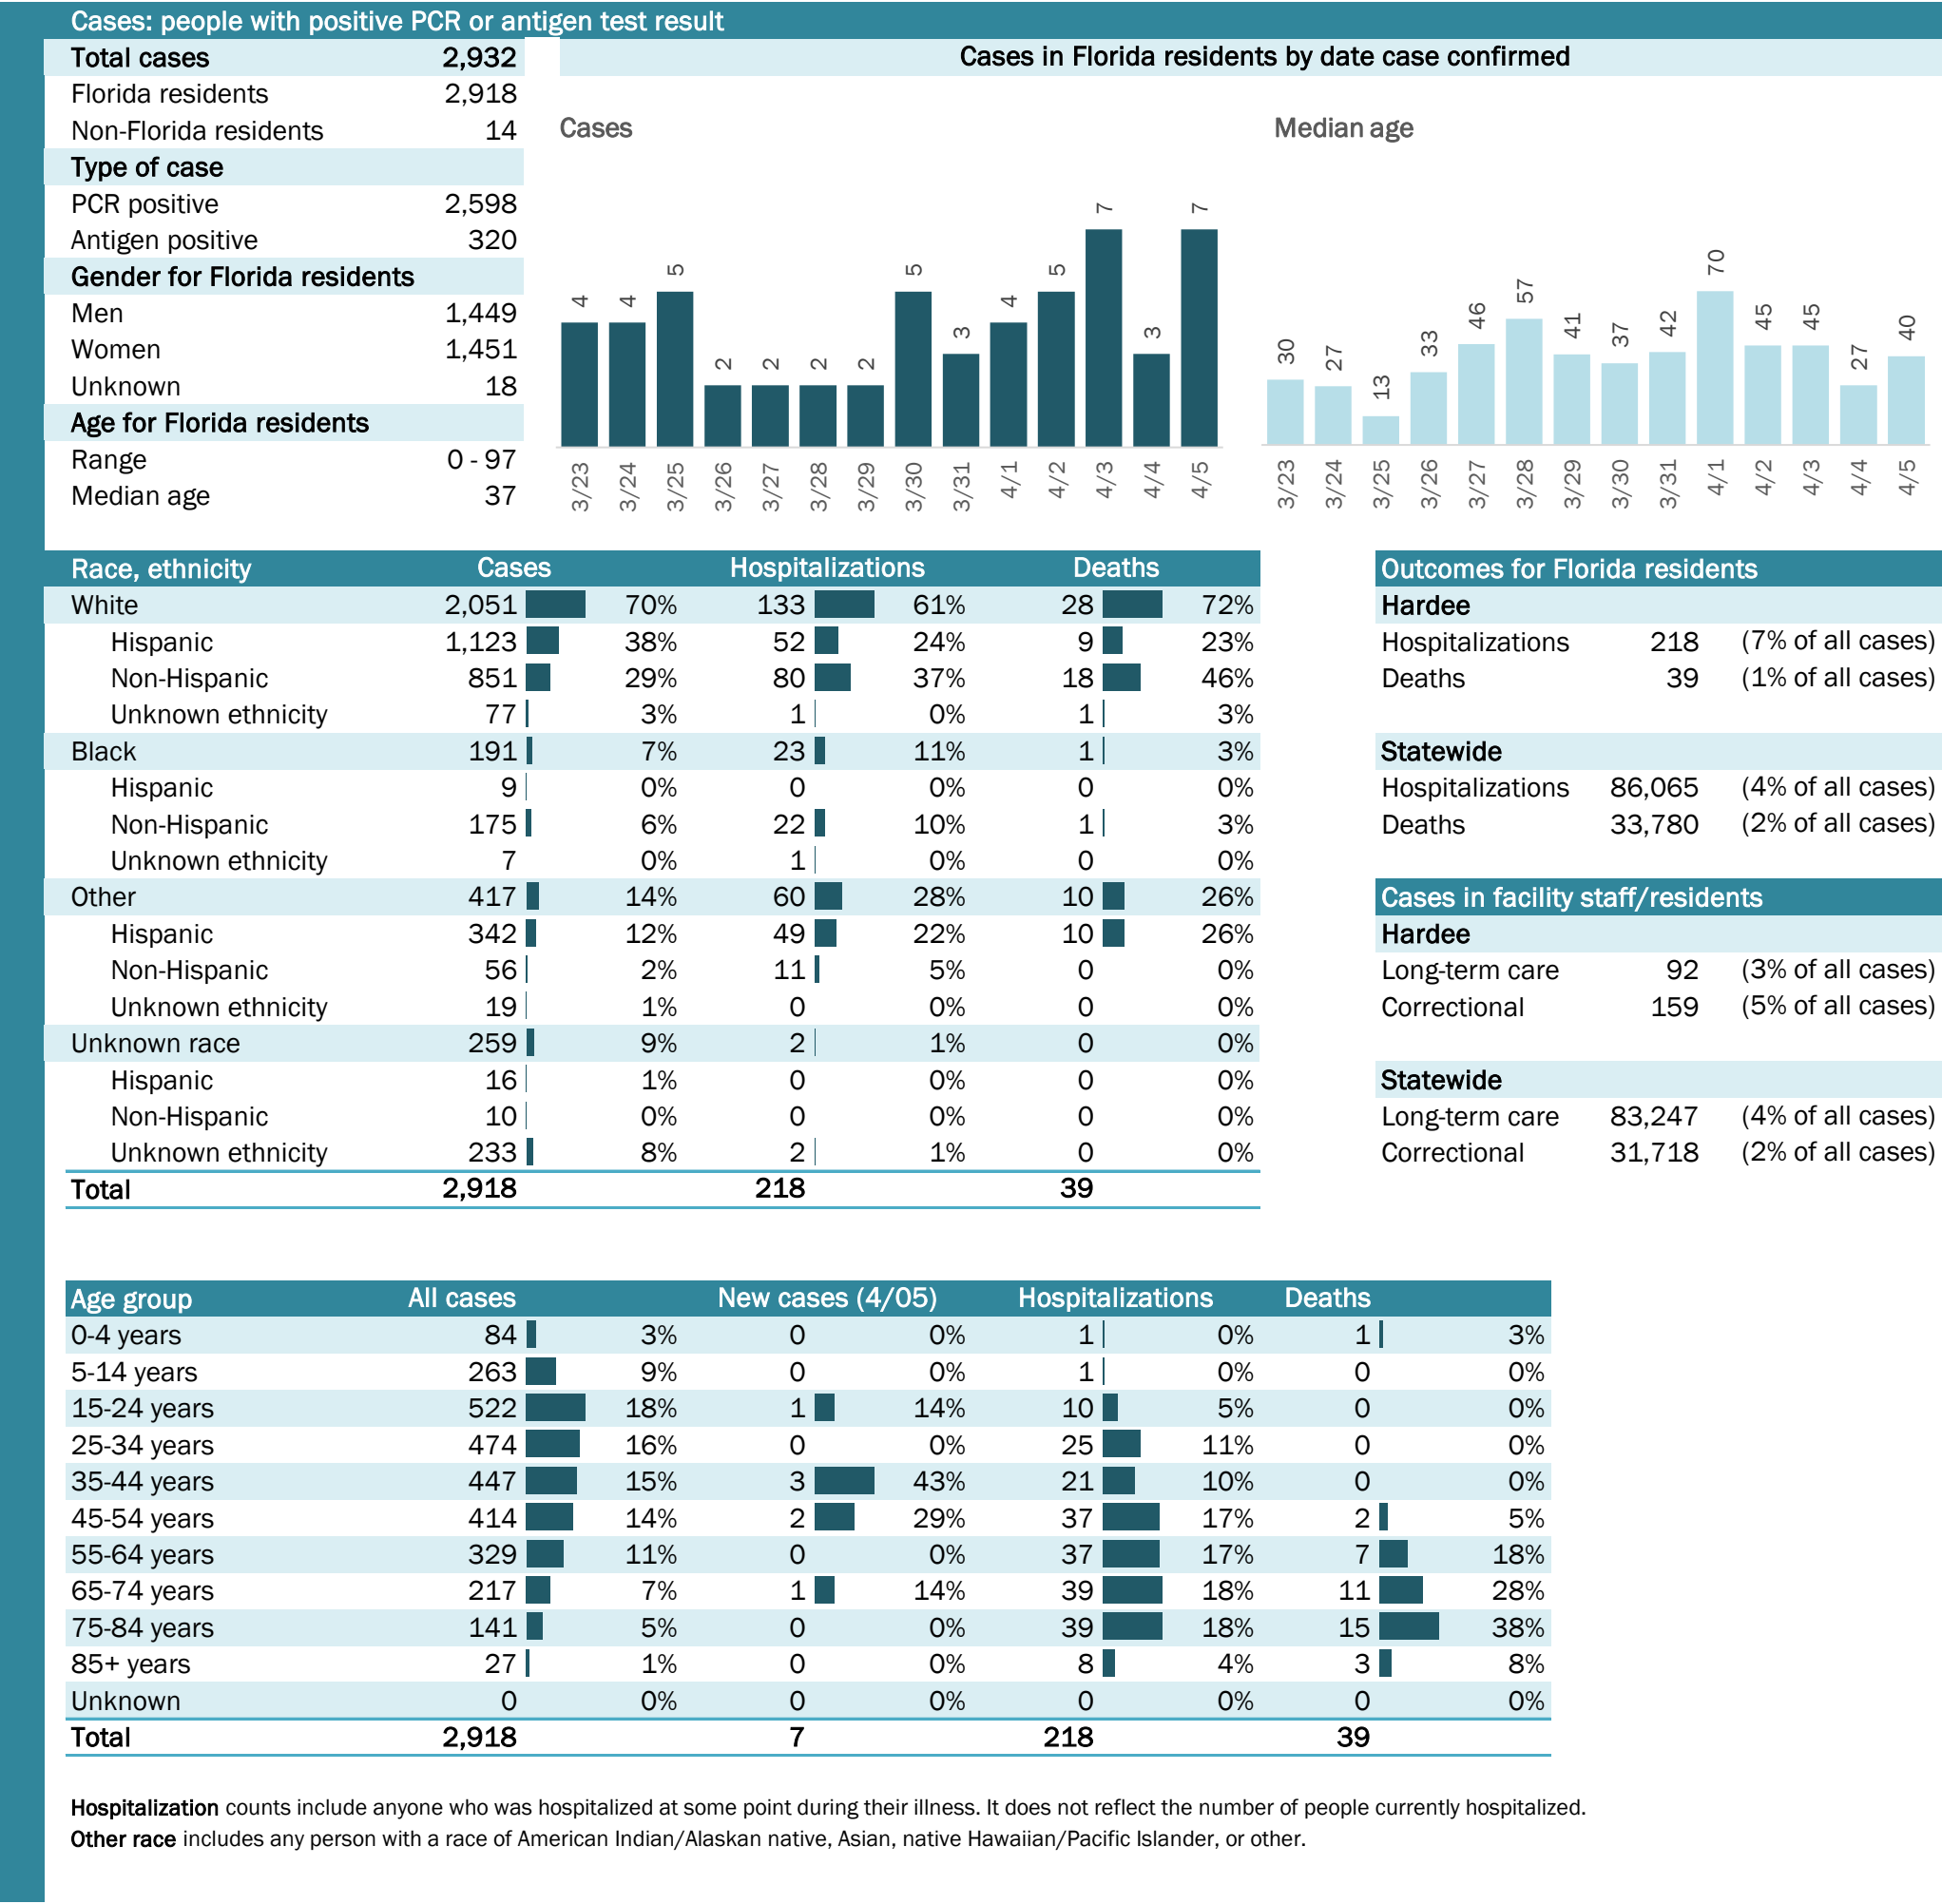 Cases: people with positive PCR or antigen test result
Total cases 2,932
Florida residents 2,918
Non-Florida residents 14
Type of case
PCR positive 2,598
Antigen positive 320
Gender for Florida residents
Men 1,449
Women 1,451
Unknown 18
Age for Florida residents
Range 0 - 97
Median age 37
Cases in Florida residents by date case confirmed
Cases
4 4 5 2 2 2 2 5 3 4 5 7 3 7
3/23 3/24 3/25 3/26 3/27 3/28 3/29 3/30 3/31 4/1 4/2 4/3 4/4 4/5
Median age
30 27 13 33 46 57 41 37 42 70 45 45 27 40
3/23 3/24 3/25 3/26 3/27 3/28 3/29 3/30 3/31 4/1 4/2 4/3 4/4 4/5
Race, ethnicity Cases Hospitalizations Deaths
White 2,051 70% 133 61% 28 72%
Hispanic 1,123 38% 52 24% 9 23%
Non-Hispanic 851 29% 80 37% 18 46%
Unknown ethnicity 77 3% 1 0% 1 3%
Black 191 7% 23 11% 1 3%
Hispanic 9 0% 0 0% 0 0%
Non-Hispanic 175 6% 22 10% 1 3%
Unknown ethnicity 7 0% 1 0% 0 0%
Other 417 14% 60 28% 10 26%
Hispanic 342 12% 49 22% 10 26%
Non-Hispanic 56 2% 11 5% 0 0%
Unknown ethnicity 19 1% 0 0% 0 0%
Unknown race 259 9% 2 1% 0 0%
Hispanic 16 1% 0 0% 0 0%
Non-Hispanic 10 0% 0 0% 0 0%
Unknown ethnicity 233 8% 2 1% 0 0%
Total 2,918 218 39
Outcomes for Florida residents
Hardee
Hospitalizations 218 (7% of all cases)
Deaths 39 (1% of all cases)
Statewide
Hospitalizations 86,065 (4% of all cases)
Deaths 33,780 (2% of all cases)
Cases in facility staff/residents
Hardee
Long-term care 92 (3% of all cases)
Correctional 159 (5% of all cases)
Statewide
Long-term care 83,247 (4% of all cases)
Correctional 31,718 (2% of all cases)
Age group All cases New cases (4/05) Hospitalizations Deaths
0-4 years 84 3% 0 0% 1 0% 1 3%
5-14 years 263 9% 0 0% 1 0% 0 0%
15-24 years 522 18% 1 14% 10 5% 0 0%
25-34 years 474 16% 0 0% 25 11% 0 0%
35-44 years 447 15% 3 43% 21 10% 0 0%
45-54 years 414 14% 2 29% 37 17% 2 5%
55-64 years 329 11% 0 0% 37 17% 7 18%
65-74 years 217 7% 1 14% 39 18% 11 28%
75-84 years 141 5% 0 0% 39 18% 15 38%
85+ years 27 1% 0 0% 8 4% 3 8%
Unknown 0 0% 0 0% 0 0% 0 0%
Total 2,918 7 218 39
Hospitalization counts include anyone who was hospitalized at some point during their illness. It does not reflect the number of people currently hospitalized.
Other race includes any person with a race of American Indian/Alaskan native, Asian, native Hawaiian/Pacific Islander, or other.